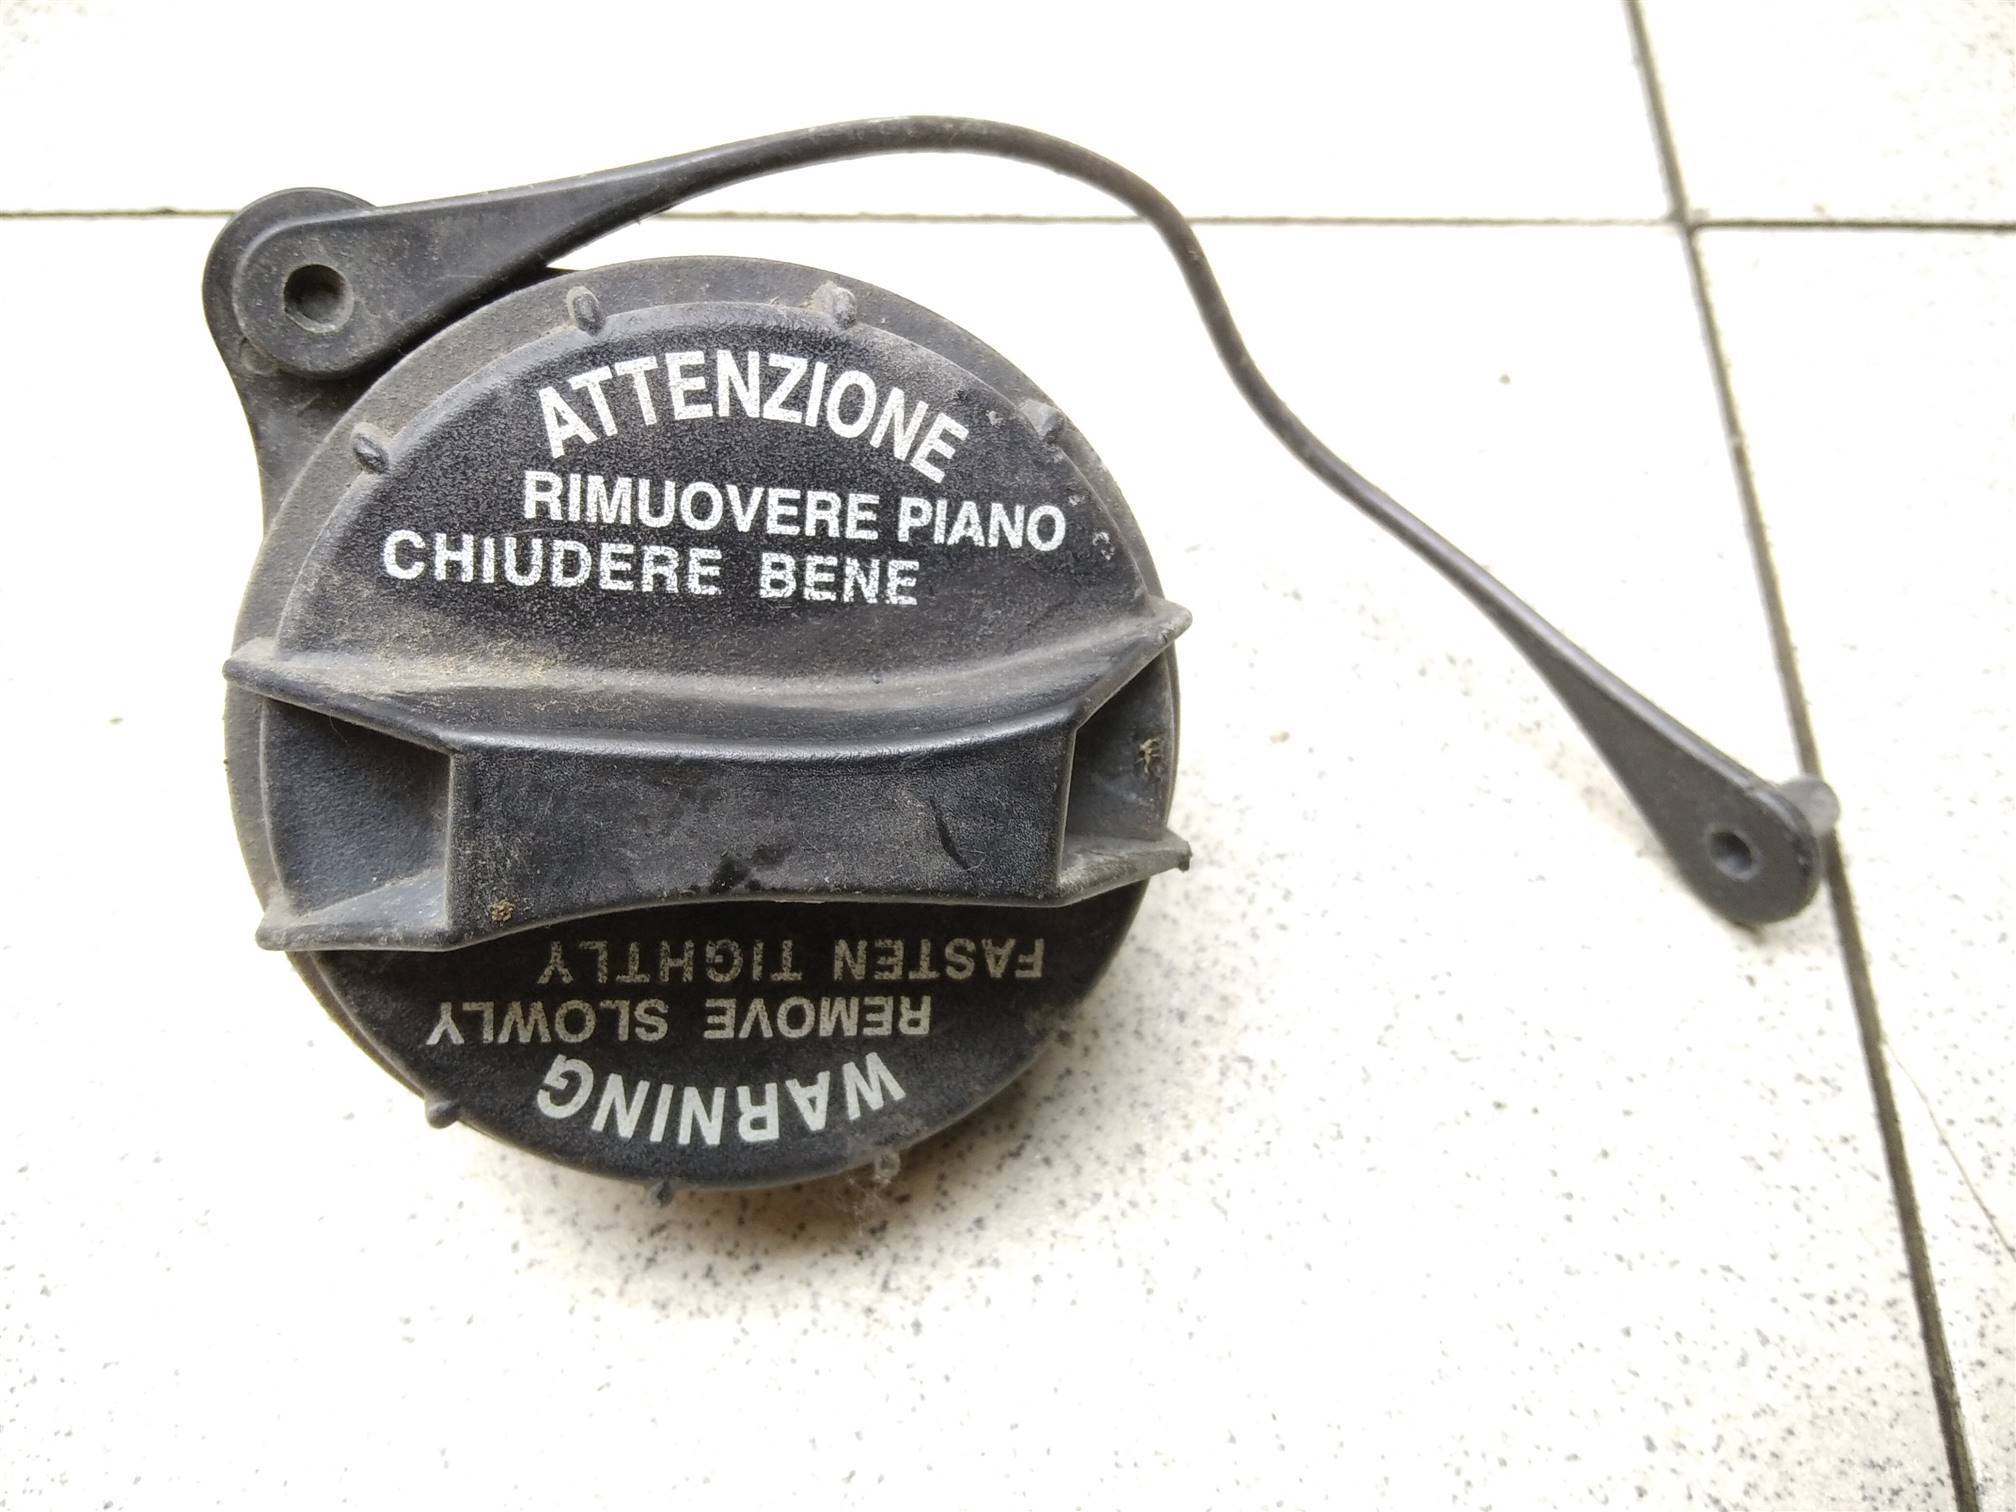 ATTENZIONE
RIMUOVERE PIANO
CHIUDERE BENE
WARNING
REMOVE SLOWLY
FASTEN TIGHTLY